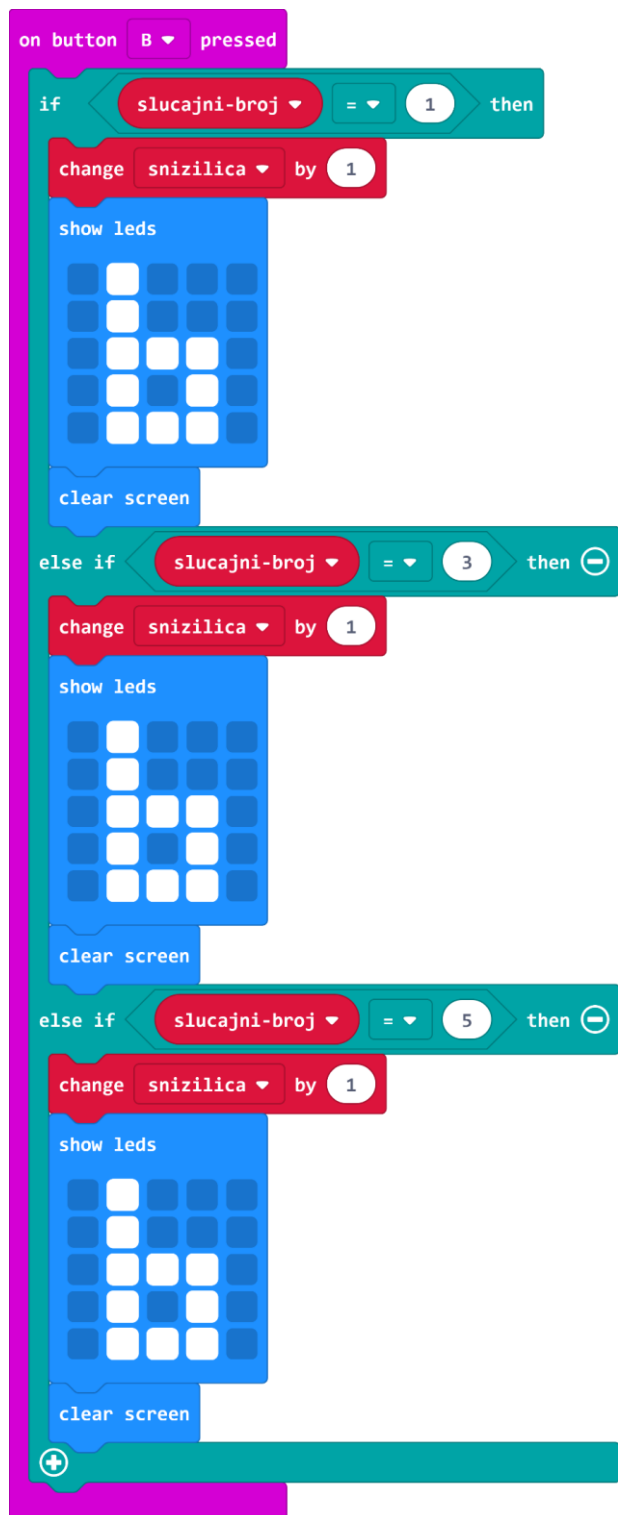 on button B pressed
if slucajni-broj = 1 then
change snizilica by 1
show leds
clear screen
else if slucajni-broj = 3 then
change snizilica by 1
show leds
clear screen
else if slucajni-broj = 5 then
change snizilica by 1
show leds
clear screen